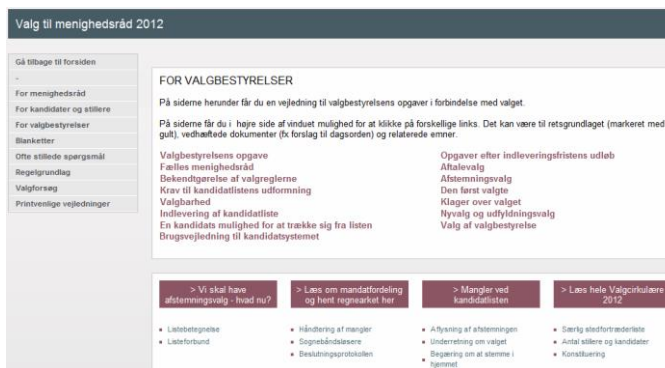 Valg til menighedsråd 2012
Gå tilbage til forsiden
-
For menighedsråd
For kandidater og stillere
For valgbestyrelser
Blanketter
Ofte stillede spørgsmål
Regelgrundlag
Valgforsøg
Printvenlige vejledninger
FOR VALGBESTYRELSER
På siderne herunder får du en vejledning til valgbestyrelsens opgaver i forbindelse med valget.
På siderne får du i højre side af vinduet mulighed for at klikke på forskellige links. Det kan være til retsgrundlaget (markeret med
gult), vedhæftede dokumenter (fx forslag til dagsorden) og relaterede emner.
Valgbestyrelsens opgave
Fælles menighedsråd
Bekendtgørelse af valgreglerne
Krav til kandidatlistens udformning
Valgbarhed
Indlevering af kandidatliste
En kandidats mulighed for at trække sig fra listen
Brugsvejledning til kandidatsystemet
Opgaver efter indleveringsfristens udløb
Aftalevalg
Afstemningsvalg
Den først valgte
Klager over valget
Nyvalg og udfyldningsvalg
Valg af valgbestyrelse
> Vi skal have
afstemningsvalg - hvad nu?
Listebetegnelse
Listeforbund
> Læs om mandatfordeling
og hent regnearket her
Håndtering af mangler
Sognebåndsløsere
Beslutningsprotokollen
> Mangler ved
kandidatlisten
Aflysning af afstemningen
Underretning om valget
Begæring om at stemme i
hjemmet
> Læs hele Valgcirkulære
2012
Særlig stedfortræderliste
Antal stillere og kandidater
Konstituering